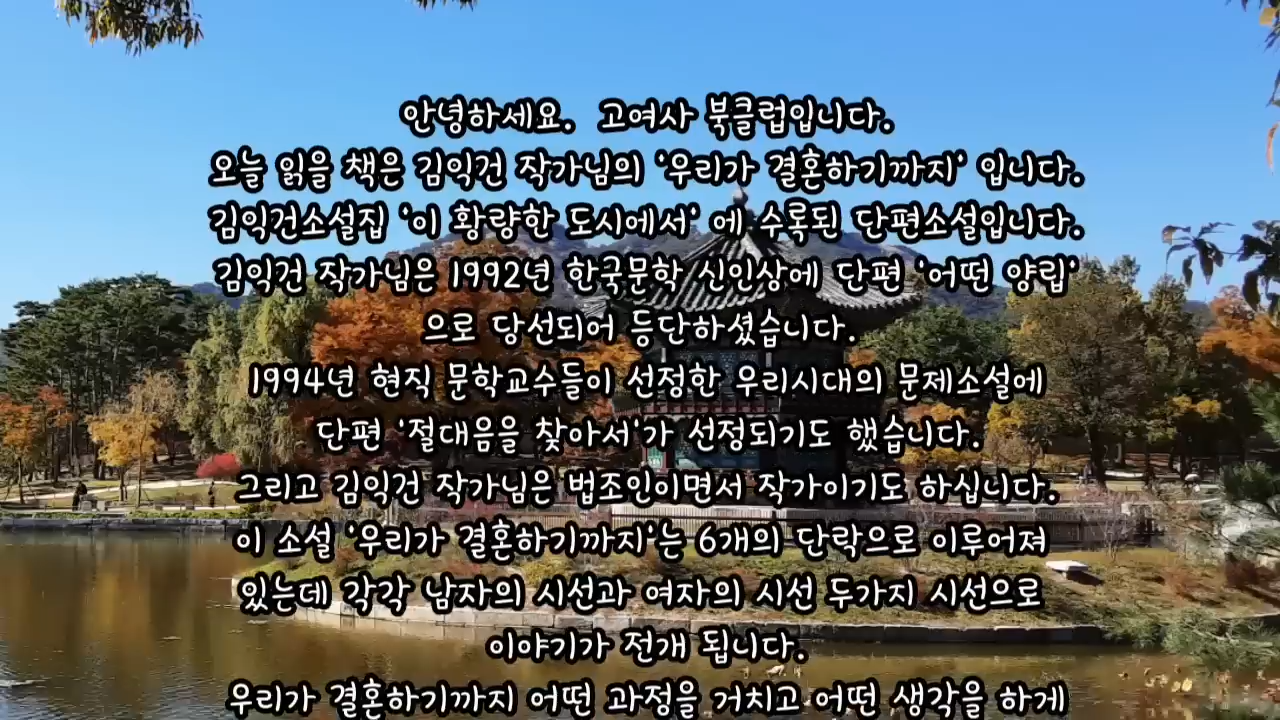 안녕하세요. 고여사 북클럽입니다.
오늘 읽을 책은 김익건 작가님의 '우리가 결혼하기까지' 입니다.
김익건소설집 '이 황량한 도시에서' 에 수록된 단편소설입니다.
김익건 작가님은 1992년 한국문학 신인상에 단편 '어떤 양립'
으로 당선되어 등단하셨습니다.
1994년 현직 문학교수들이 선정한 우리시대의 문제소설에
단편 '절대음을 찾아서'가 선정되기도 했습니다.
그리고 김익건 작가님은 법조인이면서 작가이기도 하십니다.
이 소설 '우리가 결혼하기까지'는 6개의 단락으로 이루어져
있는데 각각 남자의 시선과 여자의 시선 두가지 시선으로
이야기가 전개 됩니다.
우리가 결혼하기까지 어떤 과정을 거치고 어떤 생각을 하게